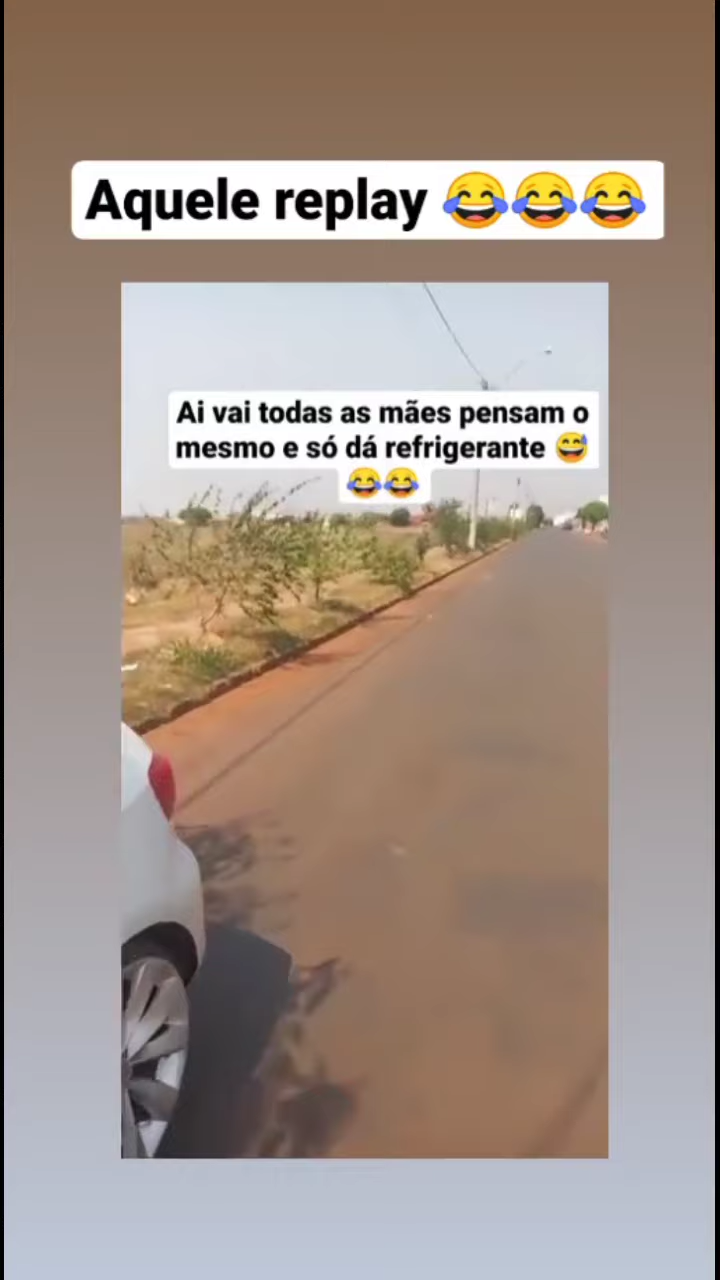 Aquele replay 😂😂😂
Ai vai todas as mães pensam o
mesmo e só dá refrigerante 😅
😂😂